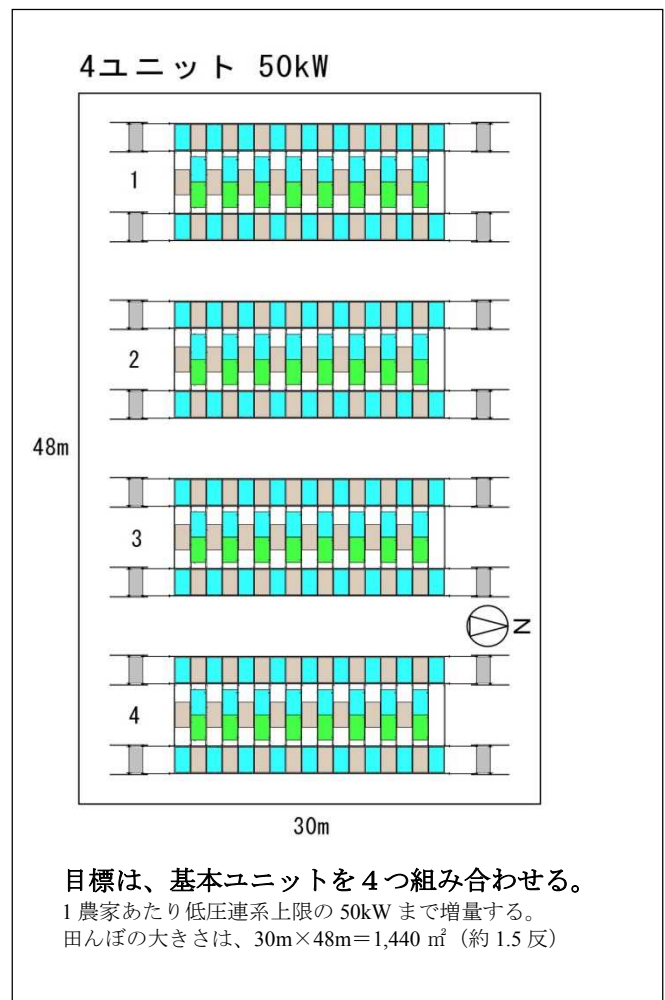 4ユニット 50kW
1
2
48m
3
N
4
30m
目標は、基本ユニットを４つ組み合わせる。
1 農家あたり低圧連系上限の 50kW まで増量する。
田んぼの大きさは、30m×48m＝1,440 ㎡（約 1.5 反）